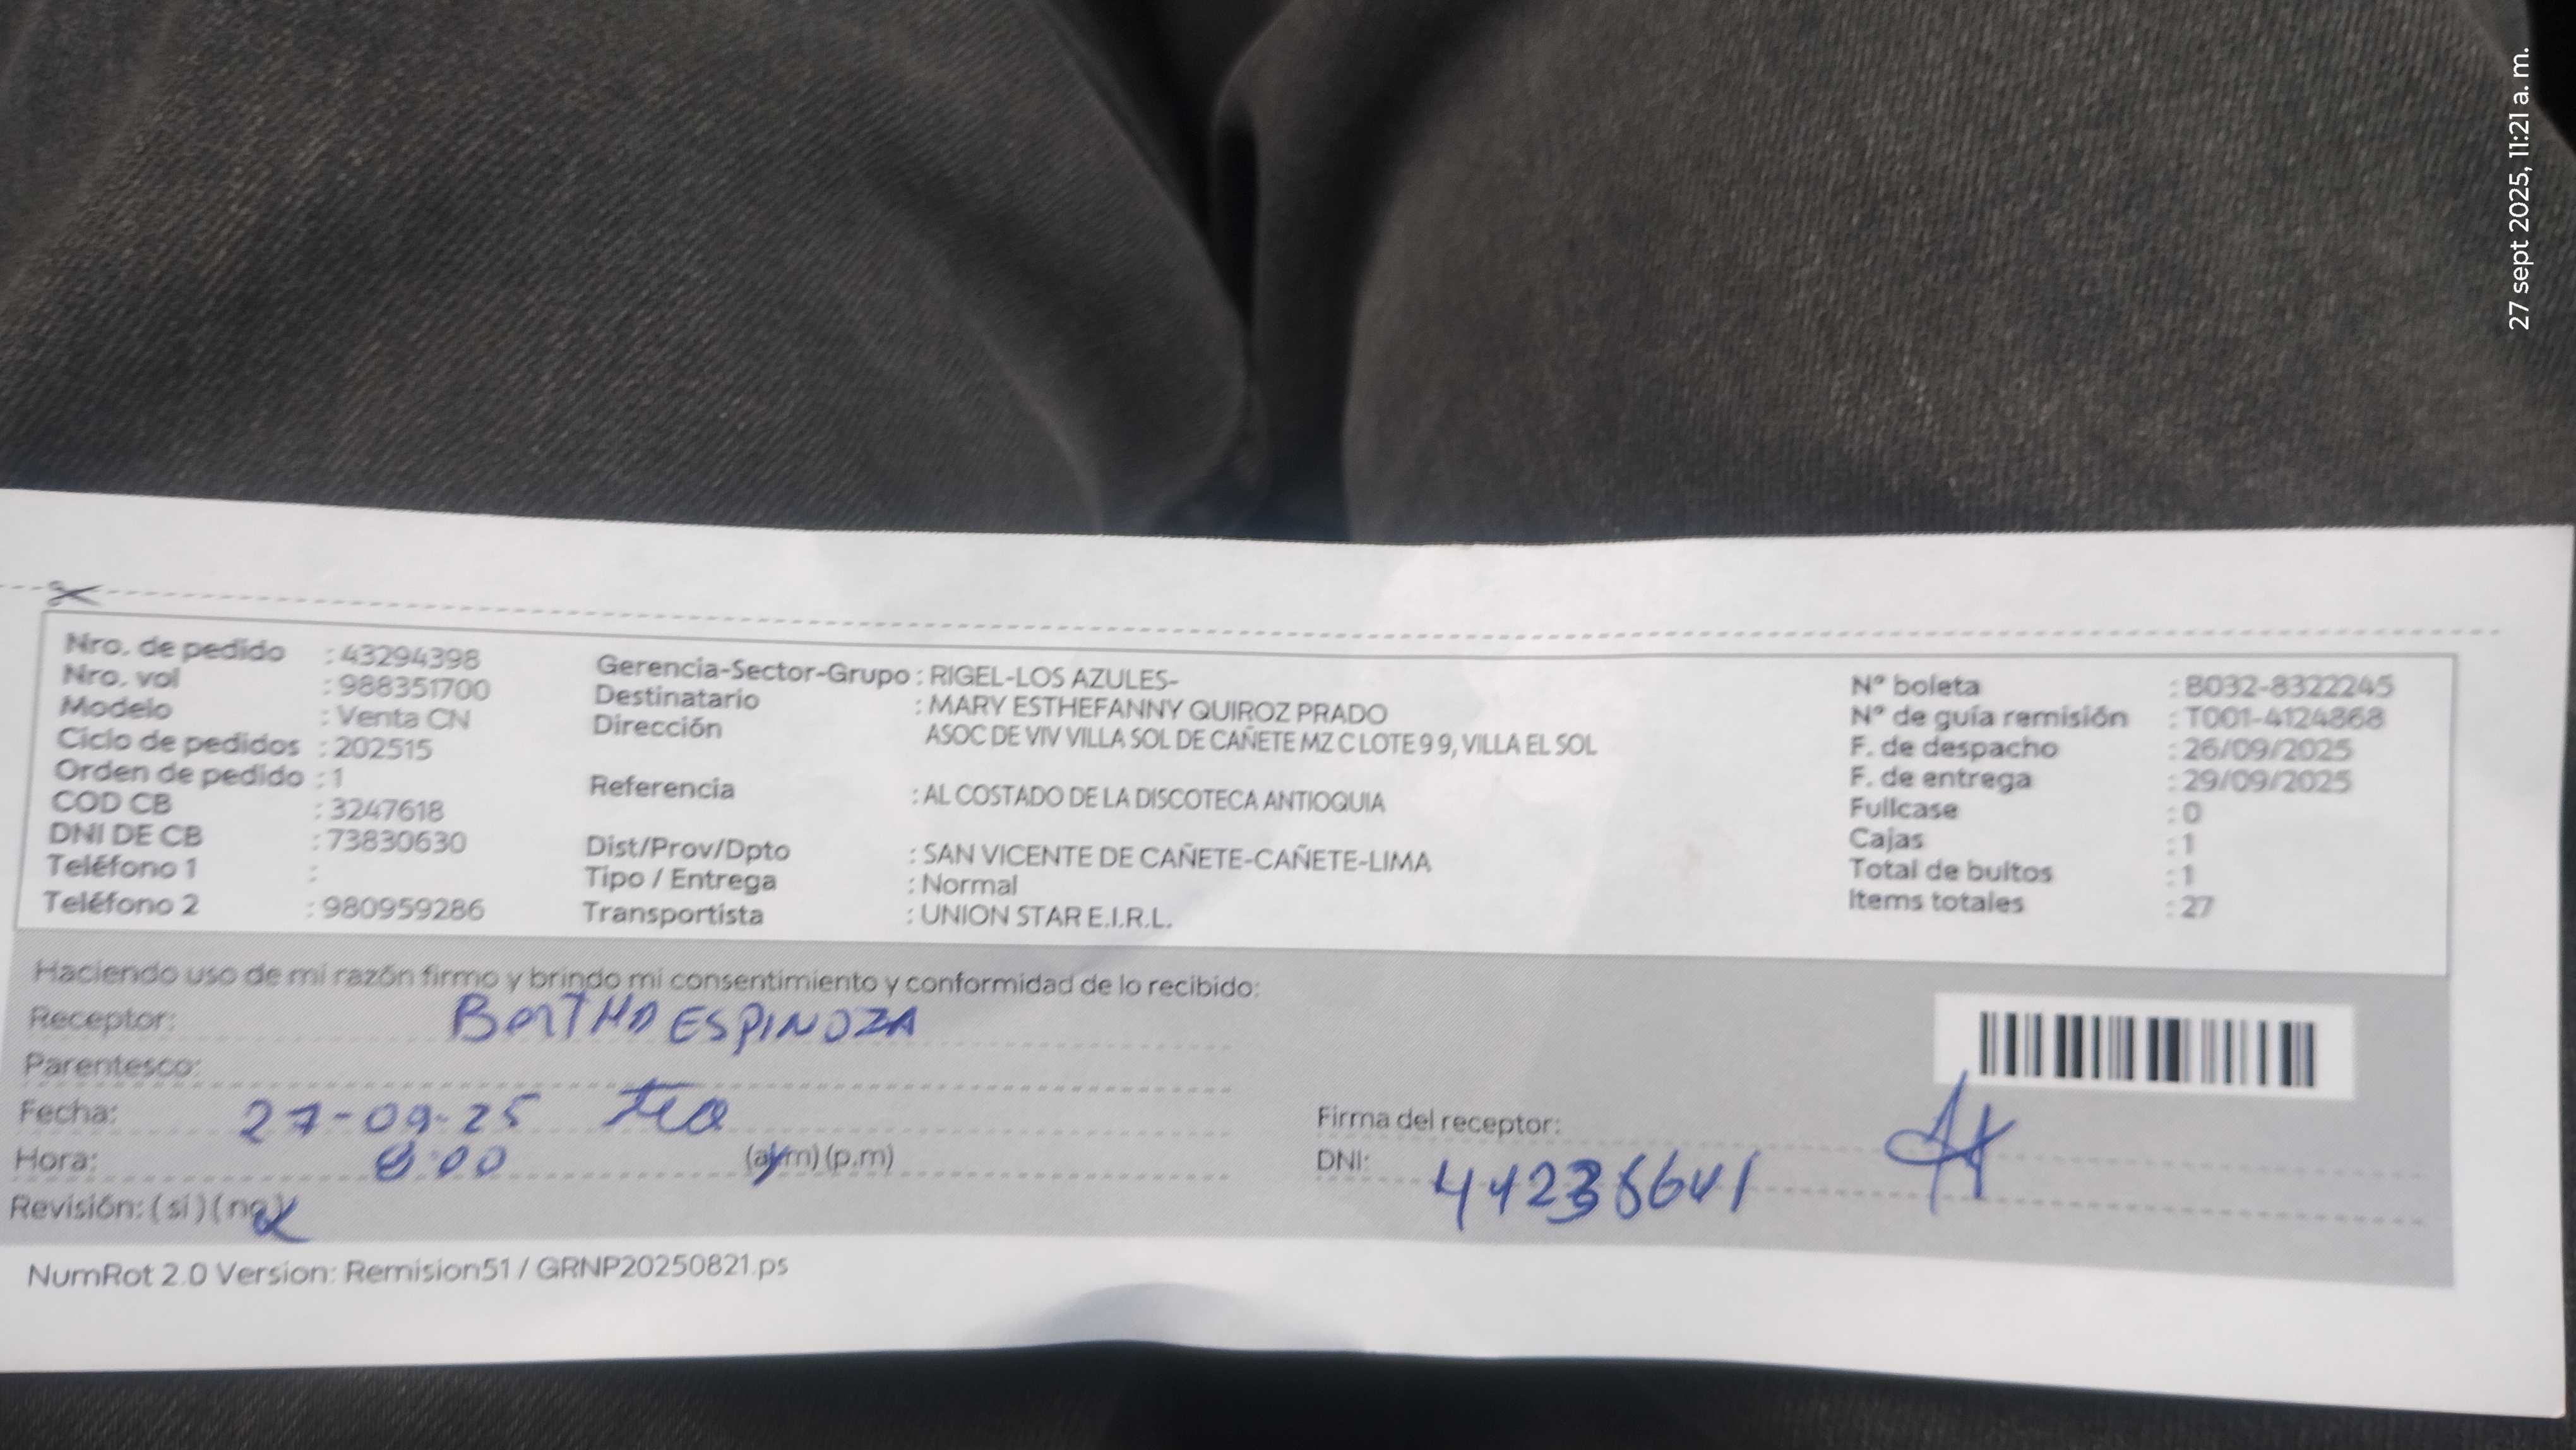 27 sept 2025, 11:21 a. m.
Nro. de pedido : 43294398
Nro. vol : 988351700
Modelo : Venta CN
Ciclo de pedidos : 202515
Orden de pedido : 1
COD CB : 3247618
DNI DE CB : 73830630
Teléfono 1 :
Teléfono 2 : 980959286
Gerencia-Sector-Grupo : RIGEL-LOS AZULES-
Destinatario : MARY ESTHEFANNY QUIROZ PRADO
Dirección ASOC DE VIV VILLA SOL DE CAÑETE MZ C LOTE 9 9, VILLA EL SOL
Referencia : AL COSTADO DE LA DISCOTECA ANTIOQUIA
Dist/Prov/Dpto : SAN VICENTE DE CAÑETE-CAÑETE-LIMA
Tipo / Entrega : Normal
Transportista : UNION STAR E.I.R.L.
N° boleta : B032-8322245
N° de guía remisión : T001-4124868
F. de despacho : 26/09/2025
F. de entrega : 29/09/2025
Fullcase : 0
Cajas : 1
Total de bultos : 1
Items totales : 27
Haciendo uso de mi razón firmo y brindo mi consentimiento y conformidad de lo recibido:
Receptor: BERTHA ESPINOZA
Parentesco:
Fecha: 27-09-25 Tia
Hora: 8:00 (a.m) (p.m)
Revisión: ( si ) ( no )
Firma del receptor:
DNI:
NumRot 2.0 Version: Remision51 / GRNP20250821.ps